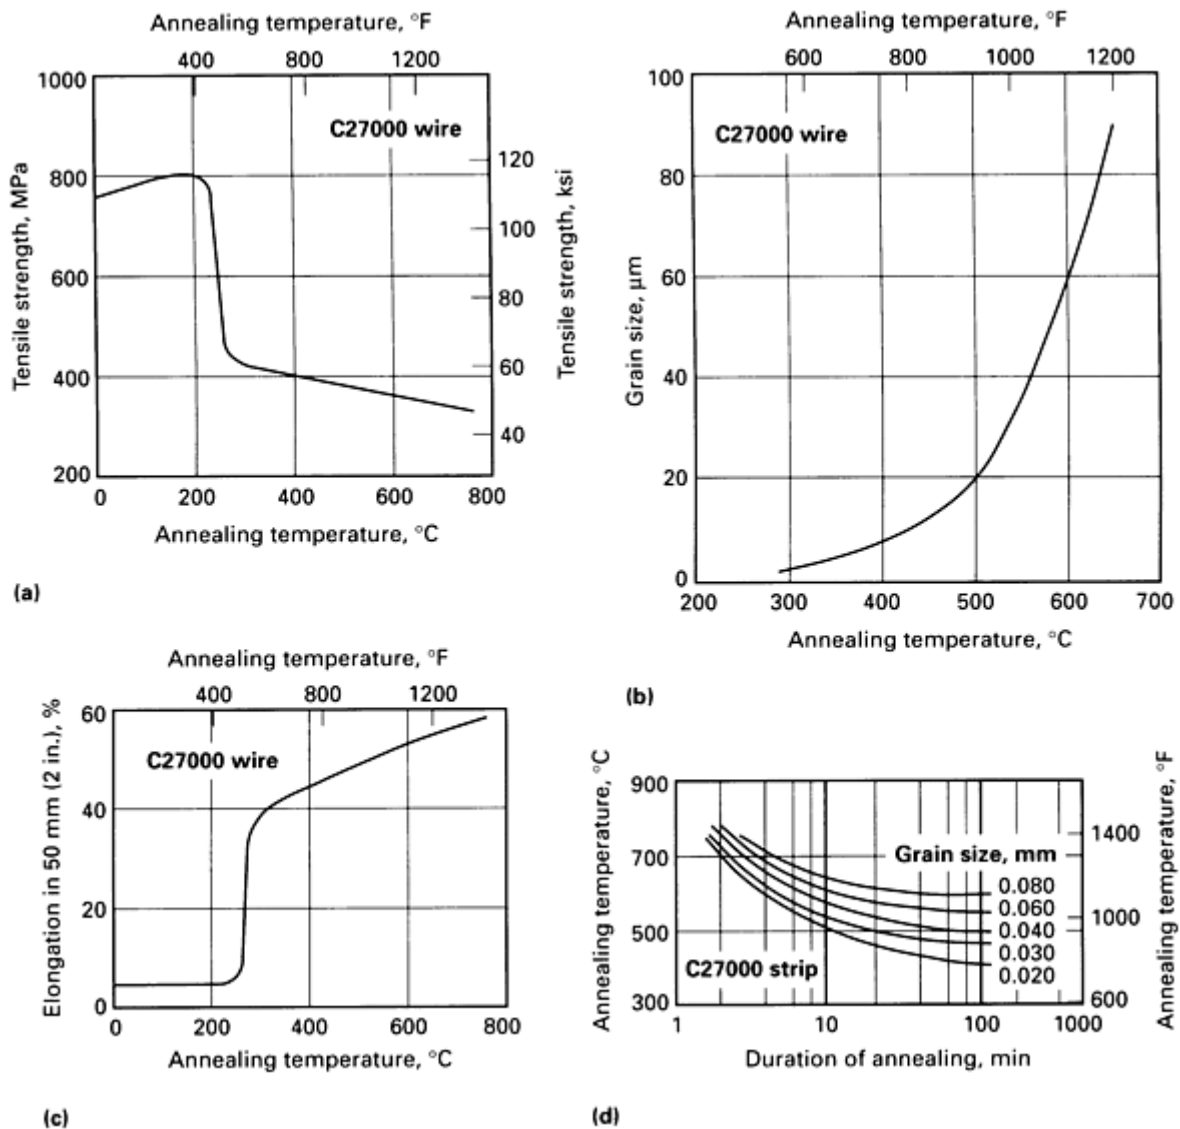 Annealing temperature, °F
400 800 1200
1000
800
600
400
200
Tensile strength, MPa
C27000 wire
120
100
80
60
40
Tensile strength, ksi
0 200 400 600 800
Annealing temperature, °C
(a)
Annealing temperature, °F
600 800 1000 1200
100
80
60
40
20
0
Grain size, µm
C27000 wire
200 300 400 500 600 700
Annealing temperature, °C
(b)
Annealing temperature, °F
400 800 1200
60
40
20
0
Elongation in 50 mm (2 in.), %
C27000 wire
0 200 400 600 800
Annealing temperature, °C
(c)
900
700
500
300
Annealing temperature, °C
Grain size, mm
0.080
0.060
0.040
0.030
0.020
C27000 strip
1400
1000
600
Annealing temperature, °F
1 10 100 1000
Duration of annealing, min
(d)